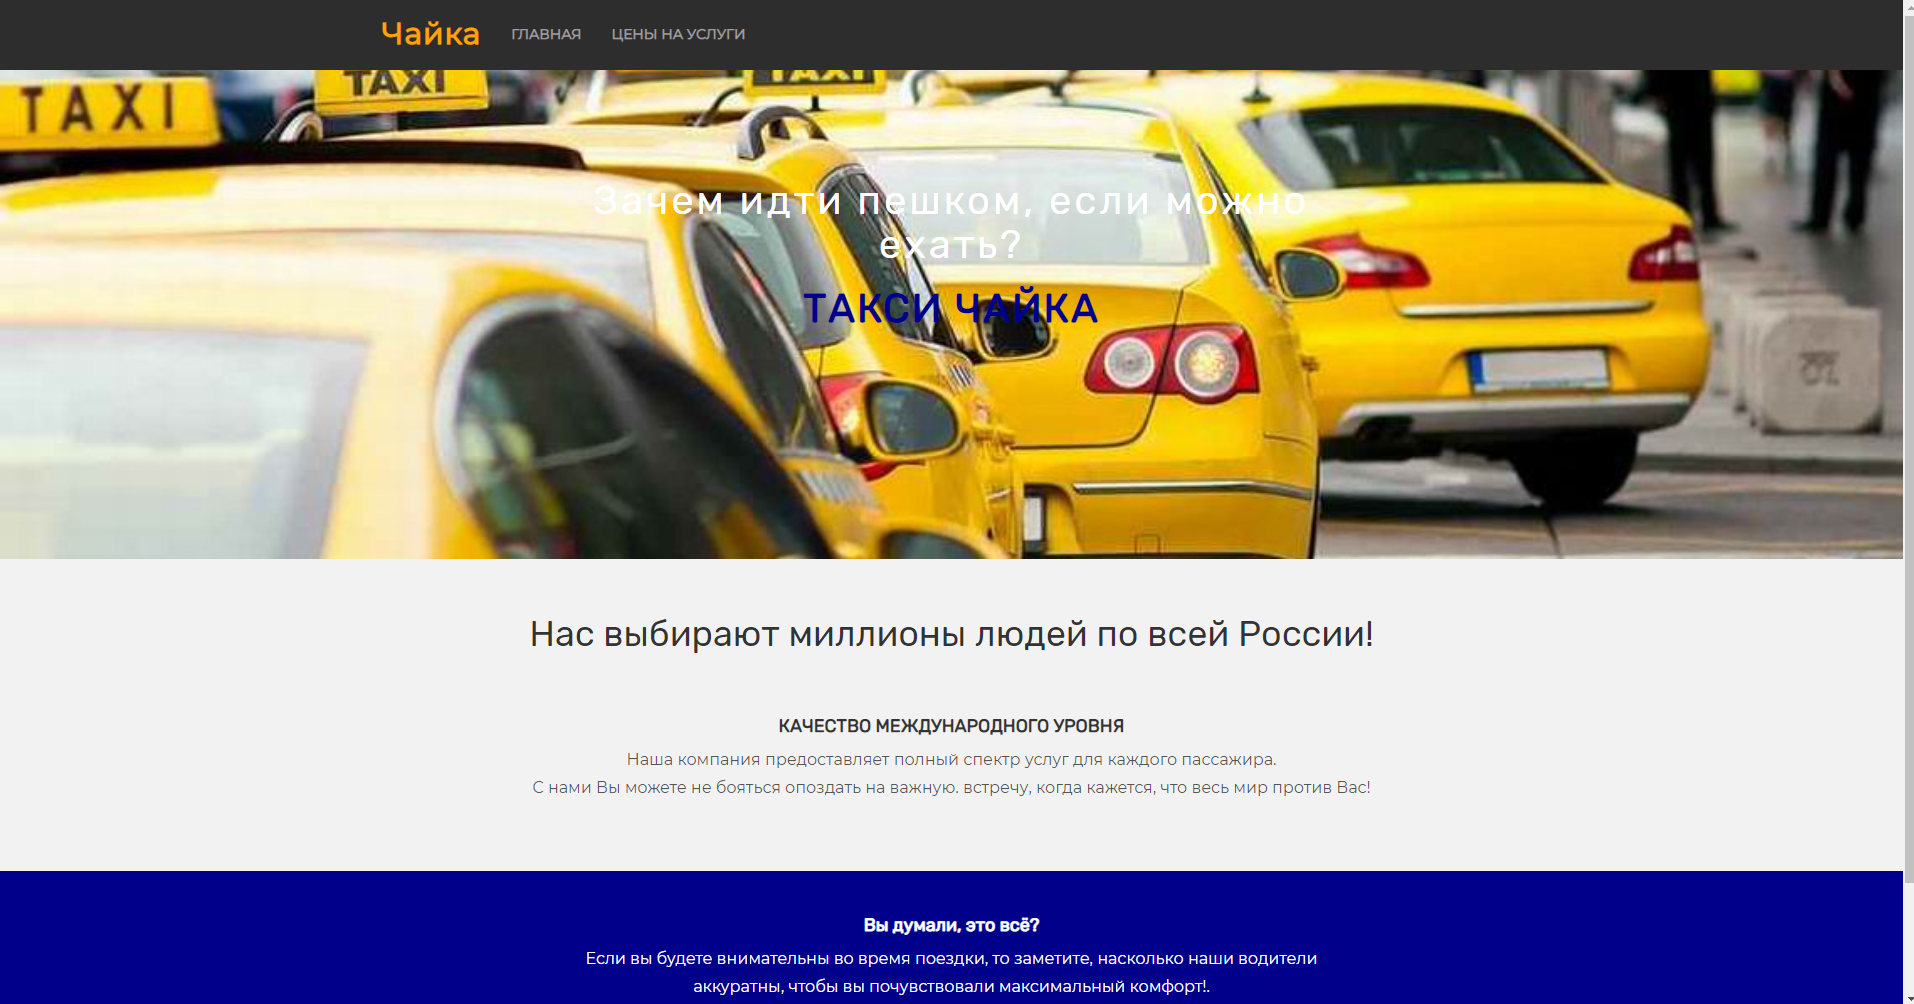 Чайка ГЛАВНАЯ ЦЕНЫ НА УСЛУГИ
TAXI TAXI TAXI
Зачем идти пешком, если можно
ехать?
ТАКСИ ЧАЙКА
Нас выбирают миллионы людей по всей России!
КАЧЕСТВО МЕЖДУНАРОДНОГО УРОВНЯ
Наша компания предоставляет полный спектр услуг для каждого пассажира.
С нами Вы можете не бояться опоздать на важную. встречу, когда кажется, что весь мир против Вас!
Вы думали, это всё?
Если вы будете внимательны во время поездки, то заметите, насколько наши водители
аккуратны, чтобы вы почувствовали максимальный комфорт!.